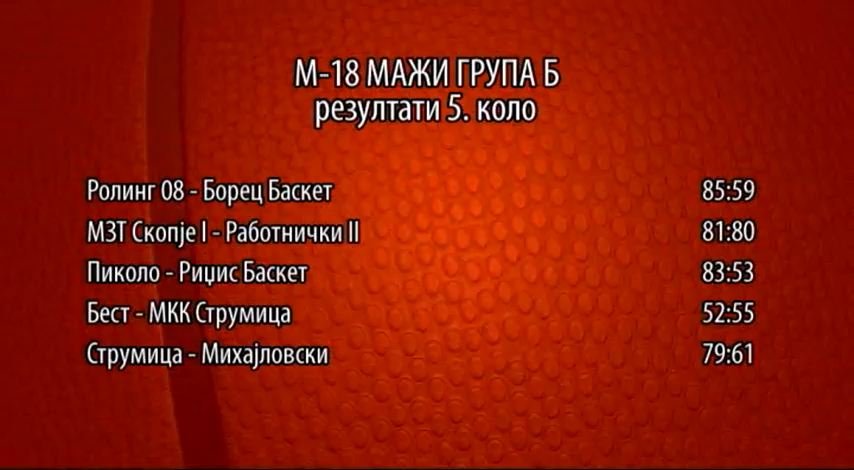 М-18 МАЖИ ГРУПА Б
резултати 5. коло
Ролинг 08 - Борец Баскет 85:59
МЗТ Скопје I - Работнички II 81:80
Пиколо - Риџис Баскет 83:53
Бест - МКК Струмица 52:55
Струмица - Михајловски 79:61